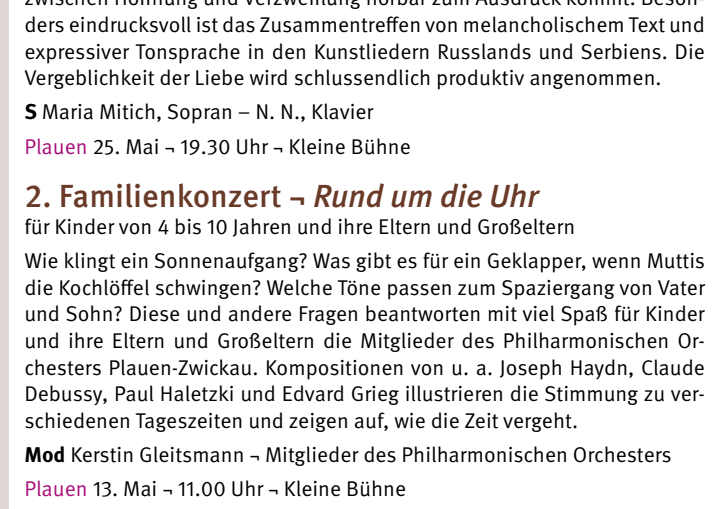 zwischen Hoffnung und Verzweiflung hörbar zum Ausdruck kommt. Beson-
ders eindrucksvoll ist das Zusammentreffen von melancholischem Text und
expressiver Tonsprache in den Kunstliedern Russlands und Serbiens. Die
Vergeblichkeit der Liebe wird schlussendlich produktiv angenommen.
S Maria Mitich, Sopran – N. N., Klavier
Plauen 25. Mai ¬ 19.30 Uhr ¬ Kleine Bühne
2. Familienkonzert ¬ Rund um die Uhr
für Kinder von 4 bis 10 Jahren und ihre Eltern und Großeltern
Wie klingt ein Sonnenaufgang? Was gibt es für ein Geklapper, wenn Muttis
die Kochlöffel schwingen? Welche Töne passen zum Spaziergang von Vater
und Sohn? Diese und andere Fragen beantworten mit viel Spaß für Kinder
und ihre Eltern und Großeltern die Mitglieder des Philharmonischen Or-
chesters Plauen-Zwickau. Kompositionen von u. a. Joseph Haydn, Claude
Debussy, Paul Haletzki und Edvard Grieg illustrieren die Stimmung zu ver-
schiedenen Tageszeiten und zeigen auf, wie die Zeit vergeht.
Mod Kerstin Gleitsmann ¬ Mitglieder des Philharmonischen Orchesters
Plauen 13. Mai ¬ 11.00 Uhr ¬ Kleine Bühne